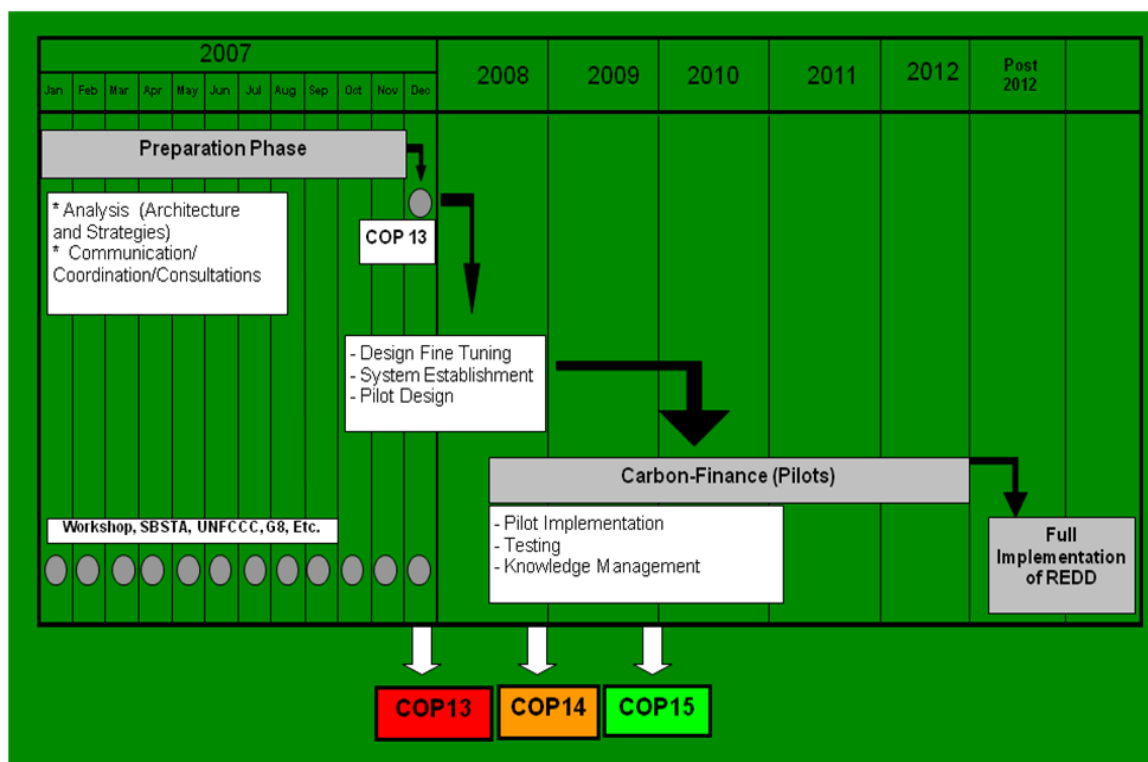 2007
2008
2009
2010
2011
2012
Post
2012
Jan Feb Mar Apr May Jun Jul Aug Sep Oct Nov Dec
Preparation Phase
* Analysis (Architecture
and Strategies)
* Communication/
Coordination/Consultations
COP 13
- Design Fine Tuning
- System Establishment
- Pilot Design
Carbon-Finance (Pilots)
- Pilot Implementation
- Testing
- Knowledge Management
Workshop, SBSTA, UNFCCC, G8, Etc.
Full
Implementation
of REDD
COP13
COP14
COP15